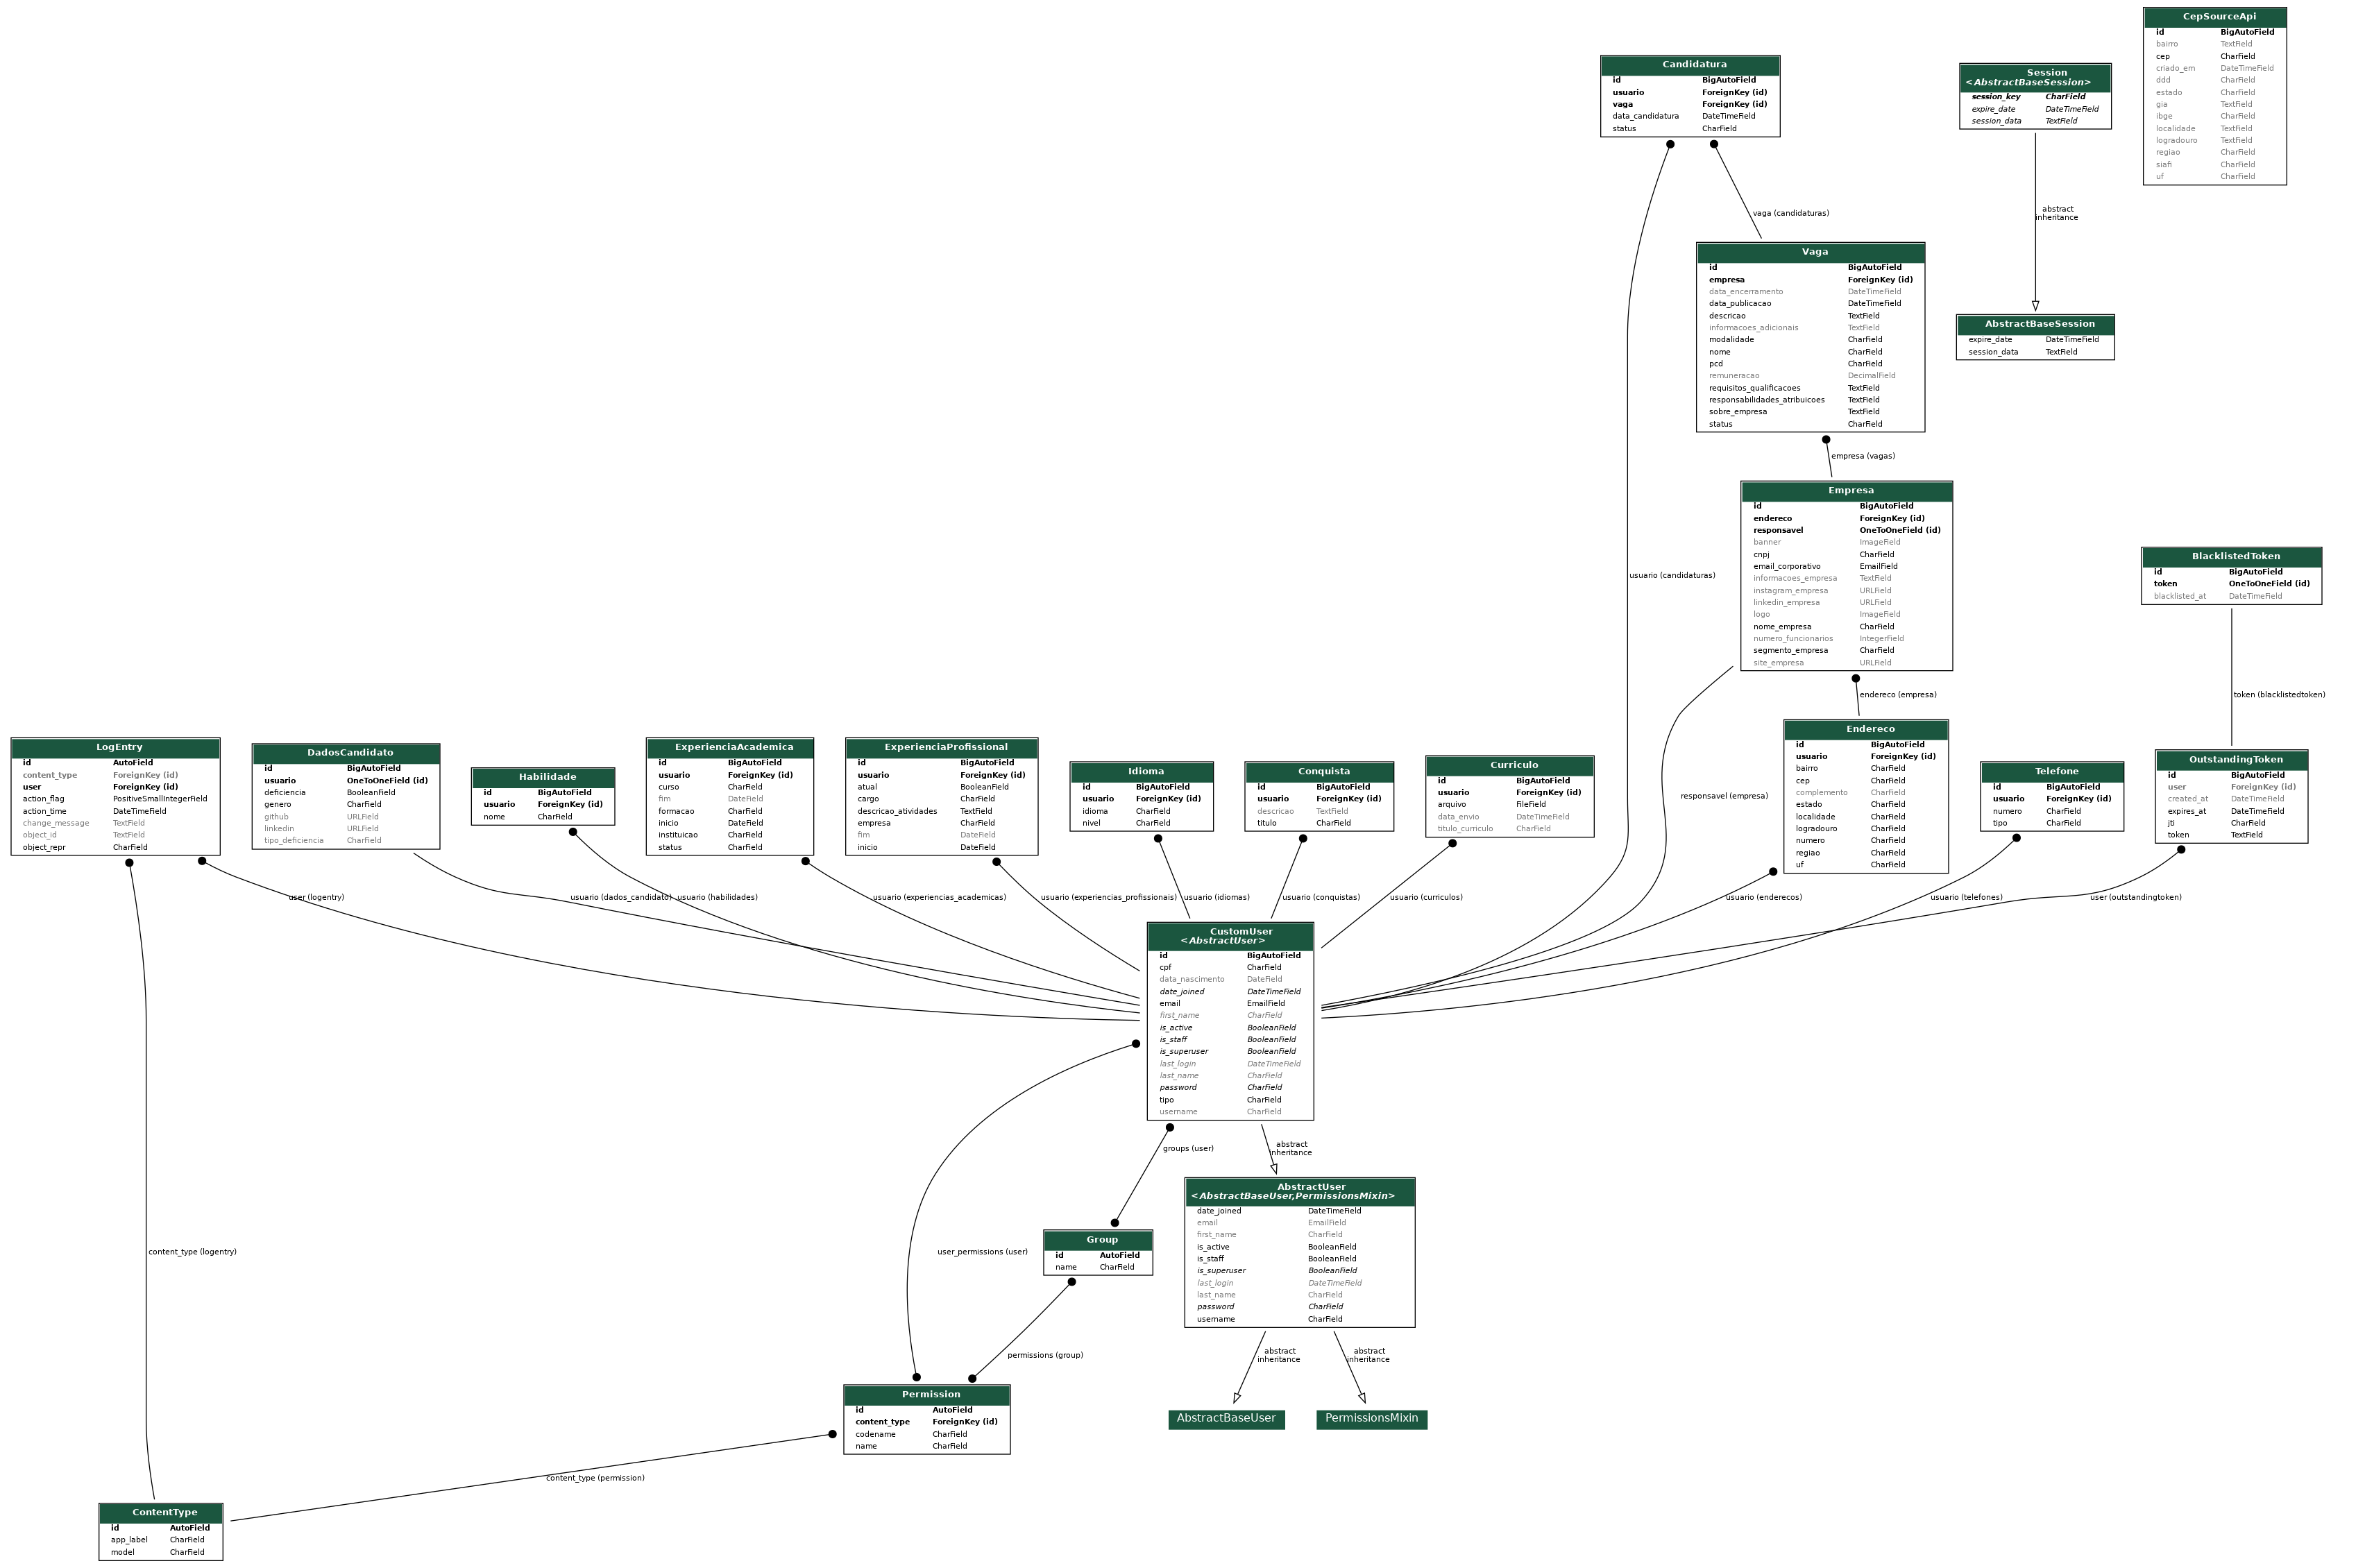 CepSourceApi
id BigAutoField
bairro TextField
cep CharField
criado_em DateTimeField
ddd CharField
estado CharField
gia TextField
ibge CharField
localidade TextField
logradouro TextField
regiao CharField
siafi CharField
uf CharField
Candidatura
id BigAutoField
usuario ForeignKey (id)
vaga ForeignKey (id)
data_candidatura DateTimeField
status CharField
Session
<AbstractBaseSession>
session_key CharField
expire_date DateTimeField
session_data TextField
abstract
inheritance
vaga (candidaturas)
Vaga
id BigAutoField
empresa ForeignKey (id)
data_encerramento DateTimeField
data_publicacao DateTimeField
descricao TextField
informacoes_adicionais TextField
modalidade CharField
nome CharField
pcd CharField
remuneracao DecimalField
requisitos_qualificacoes TextField
responsabilidades_atribuicoes TextField
sobre_empresa TextField
status CharField
AbstractBaseSession
expire_date DateTimeField
session_data TextField
empresa (vagas)
Empresa
id BigAutoField
endereco ForeignKey (id)
responsavel OneToOneField (id)
banner ImageField
cnpj CharField
email_corporativo EmailField
informacoes_empresa TextField
instagram_empresa URLField
linkedin_empresa URLField
logo ImageField
nome_empresa CharField
numero_funcionarios IntegerField
segmento_empresa CharField
site_empresa URLField
usuario (candidaturas)
BlacklistedToken
id BigAutoField
token OneToOneField (id)
blacklisted_at DateTimeField
endereco (empresa)
token (blacklistedtoken)
LogEntry
id AutoField
content_type ForeignKey (id)
user ForeignKey (id)
action_flag PositiveSmallIntegerField
action_time DateTimeField
change_message TextField
object_id TextField
object_repr CharField
DadosCandidato
id BigAutoField
usuario OneToOneField (id)
deficiencia BooleanField
genero CharField
github URLField
linkedin URLField
tipo_deficiencia CharField
Habilidade
id BigAutoField
usuario ForeignKey (id)
nome CharField
ExperienciaAcademica
id BigAutoField
usuario ForeignKey (id)
curso CharField
fim DateField
formacao CharField
inicio DateField
instituicao CharField
status CharField
ExperienciaProfissional
id BigAutoField
usuario ForeignKey (id)
atual BooleanField
cargo CharField
descricao_atividades TextField
empresa CharField
fim DateField
inicio DateField
Idioma
id BigAutoField
usuario ForeignKey (id)
idioma CharField
nivel CharField
Conquista
id BigAutoField
usuario ForeignKey (id)
descricao TextField
titulo CharField
Curriculo
id BigAutoField
usuario ForeignKey (id)
arquivo FileField
data_envio DateTimeField
titulo_curriculo CharField
responsavel (empresa)
Endereco
id BigAutoField
usuario ForeignKey (id)
bairro CharField
cep CharField
complemento CharField
estado CharField
localidade CharField
logradouro CharField
numero CharField
regiao CharField
uf CharField
Telefone
id BigAutoField
usuario ForeignKey (id)
numero CharField
tipo CharField
OutstandingToken
id BigAutoField
user ForeignKey (id)
created_at DateTimeField
expires_at DateTimeField
jti CharField
token TextField
user (logentry)
usuario (dados_candidato)
usuario (habilidades)
usuario (experiencias_academicas)
usuario (experiencias_profissionais)
usuario (idiomas)
usuario (conquistas)
usuario (curriculos)
usuario (enderecos)
usuario (telefones)
user (outstandingtoken)
CustomUser
<AbstractUser>
id BigAutoField
cpf CharField
data_nascimento DateField
date_joined DateTimeField
email EmailField
first_name CharField
is_active BooleanField
is_staff BooleanField
is_superuser BooleanField
last_login DateTimeField
last_name CharField
password CharField
tipo CharField
username CharField
groups (user)
abstract
inheritance
AbstractUser
<AbstractBaseUser,PermissionsMixin>
date_joined DateTimeField
email EmailField
first_name CharField
is_active BooleanField
is_staff BooleanField
is_superuser BooleanField
last_login DateTimeField
last_name CharField
password CharField
username CharField
content_type (logentry)
user_permissions (user)
Group
id AutoField
name CharField
permissions (group)
abstract
inheritance
abstract
inheritance
Permission
id AutoField
content_type ForeignKey (id)
codename CharField
name CharField
AbstractBaseUser
PermissionsMixin
content_type (permission)
ContentType
id AutoField
app_label CharField
model CharField